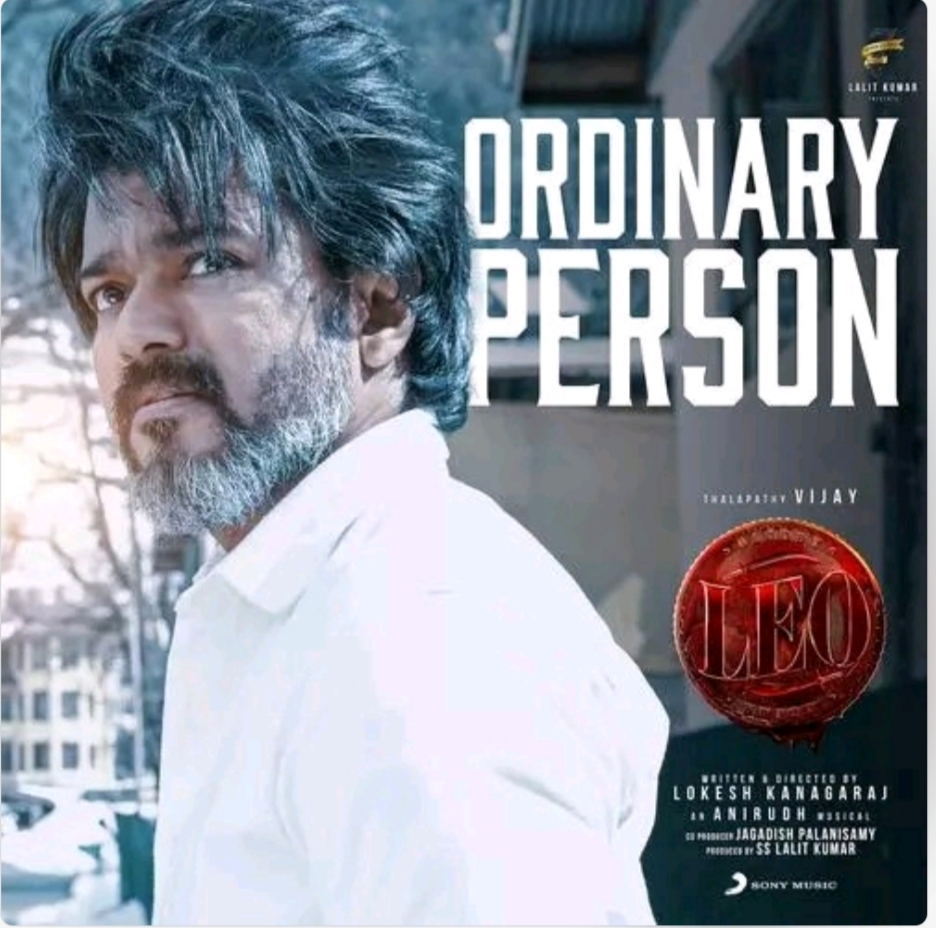 LALIT KUMAR
PRESENTS
ORDINARY
PERSON
THALAPATHY VIJAY
LEO
WRITTEN & DIRECTED BY
LOKESH KANAGARAJ
AN ANIRUDH MUSICAL
CO PRODUCER JAGADISH PALANISAMY
PRODUCED BY SS LALIT KUMAR
SONY MUSIC